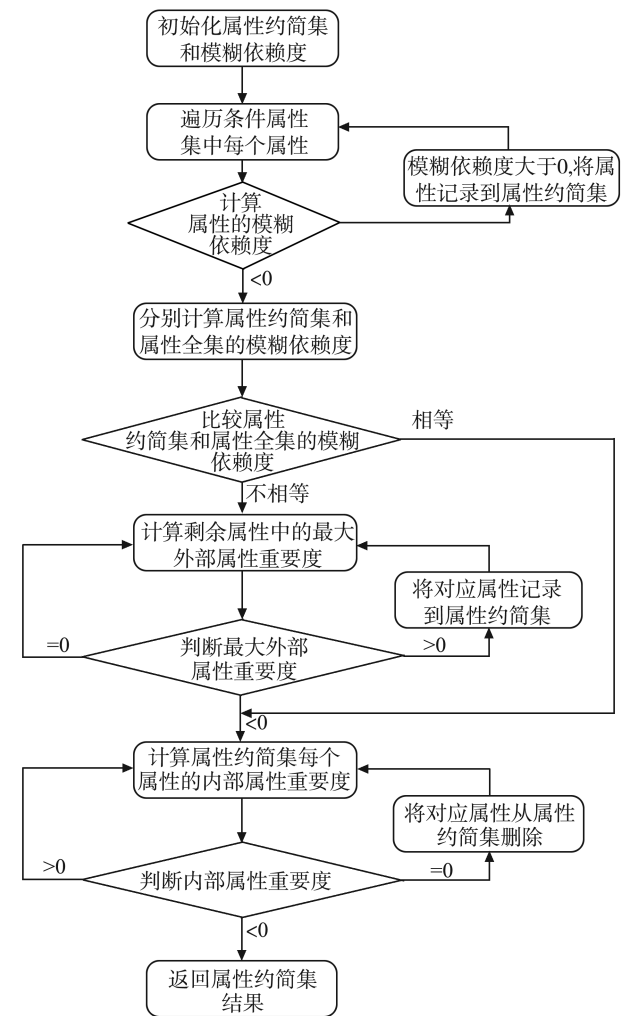 初始化属性约简集
和模糊依赖度
遍历条件属性
集中每个属性
模糊依赖度大于0,将属
性记录到属性约简集
计算
属性的模糊
依赖度
<0
分别计算属性约简集和
属性全集的模糊依赖度
比较属性
约简集和属性全集的模糊
依赖度
相等
不相等
计算剩余属性中的最大
外部属性重要度
将对应属性记录
到属性约简集
=0
判断最大外部
属性重要度
>0
<0
计算属性约简集每个
属性的内部属性重要度
将对应属性从属性
约简集删除
>0
判断内部属性重要度
=0
<0
返回属性约简集
结果